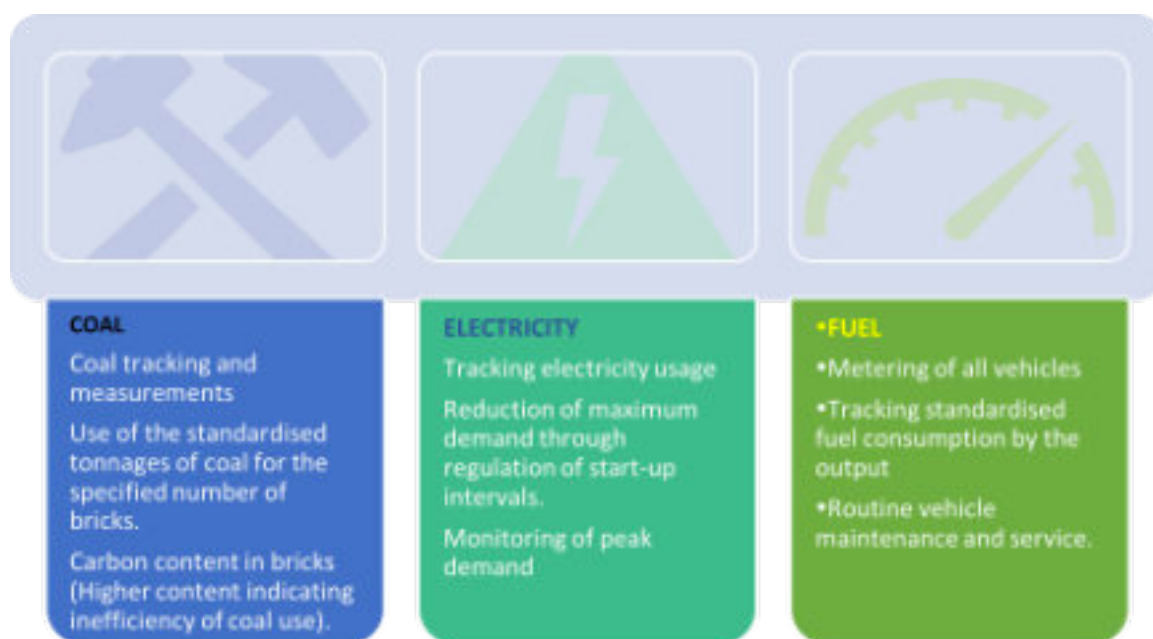 COAL
Coal tracking and
measurements
Use of the standardised
tonnages of coal for the
specified number of
bricks.
Carbon content in bricks
(Higher content indicating
inefficiency of coal use).
ELECTRICITY
Tracking electricity usage
Reduction of maximum
demand through
regulation of start-up
intervals.
Monitoring of peak
demand
•FUEL
•Metering of all vehicles
•Tracking standardised
fuel consumption by the
output
•Routine vehicle
maintenance and service.